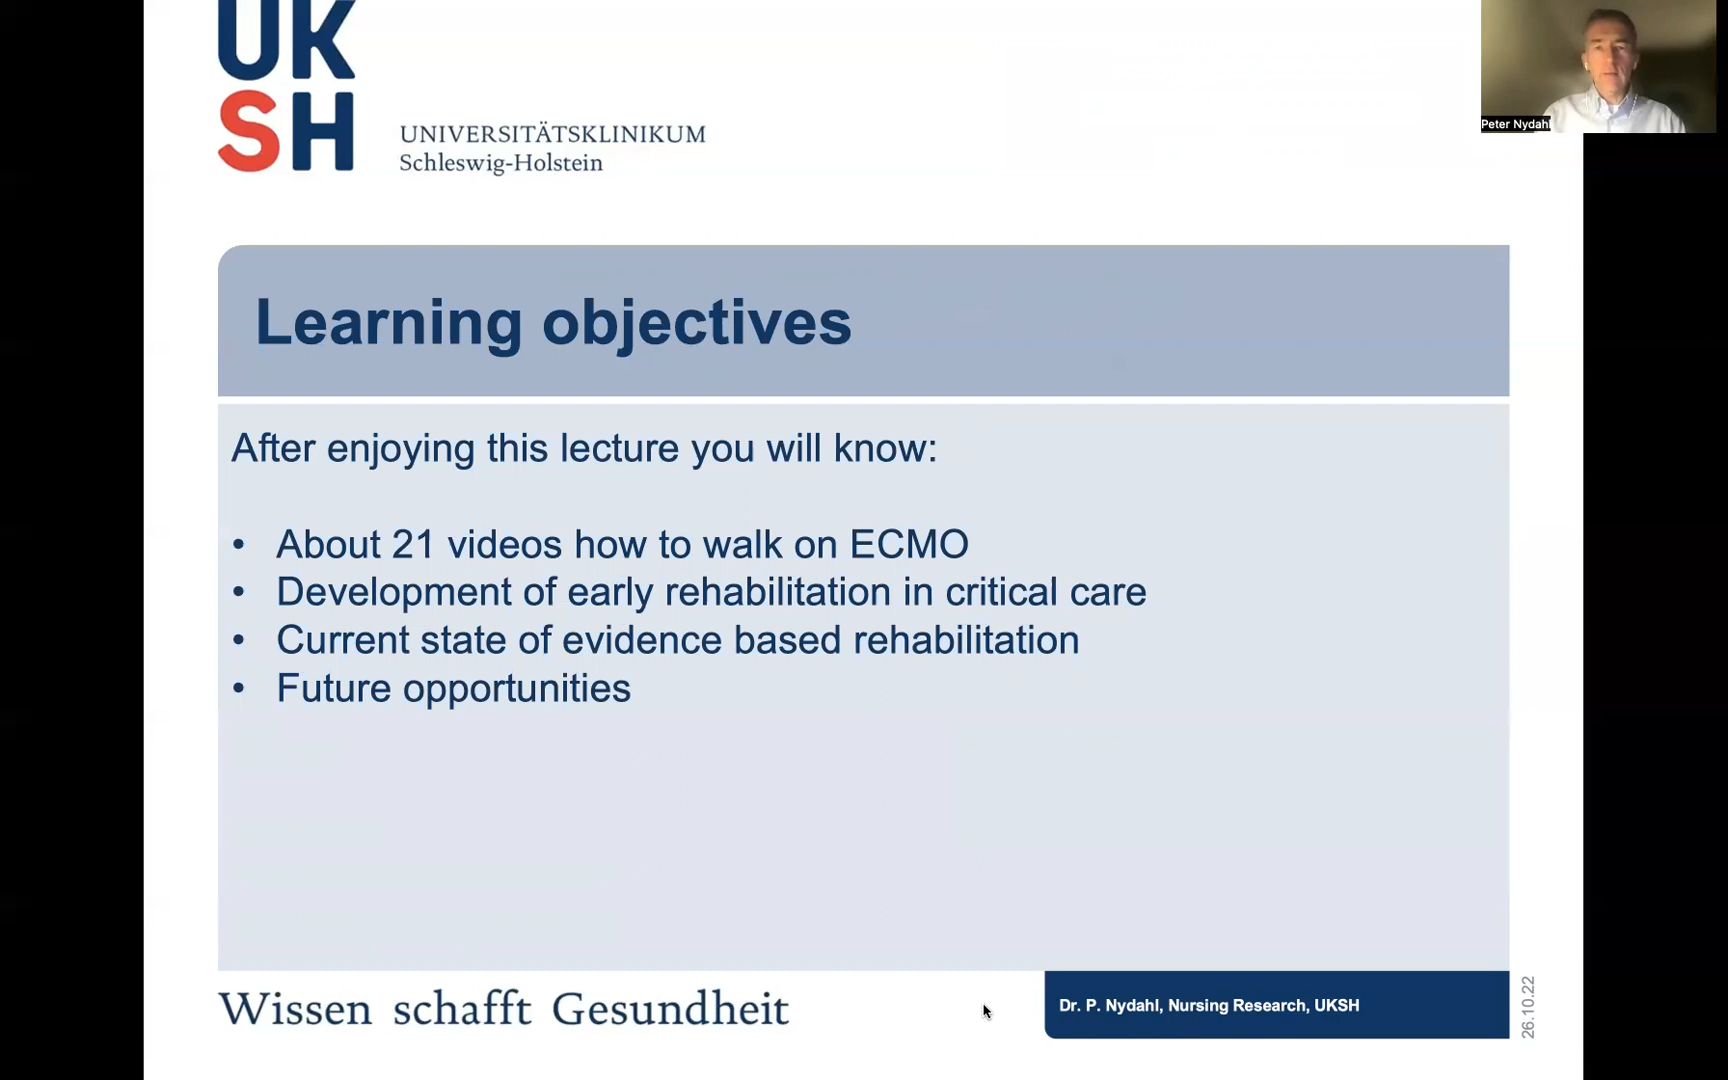 UK
SH
UNIVERSITÄTSKLINIKUM
Schleswig-Holstein
Peter Nydahl
Learning objectives
After enjoying this lecture you will know:
• About 21 videos how to walk on ECMO
• Development of early rehabilitation in critical care
• Current state of evidence based rehabilitation
• Future opportunities
Wissen schafft Gesundheit
Dr. P. Nydahl, Nursing Research, UKSH
26.10.22